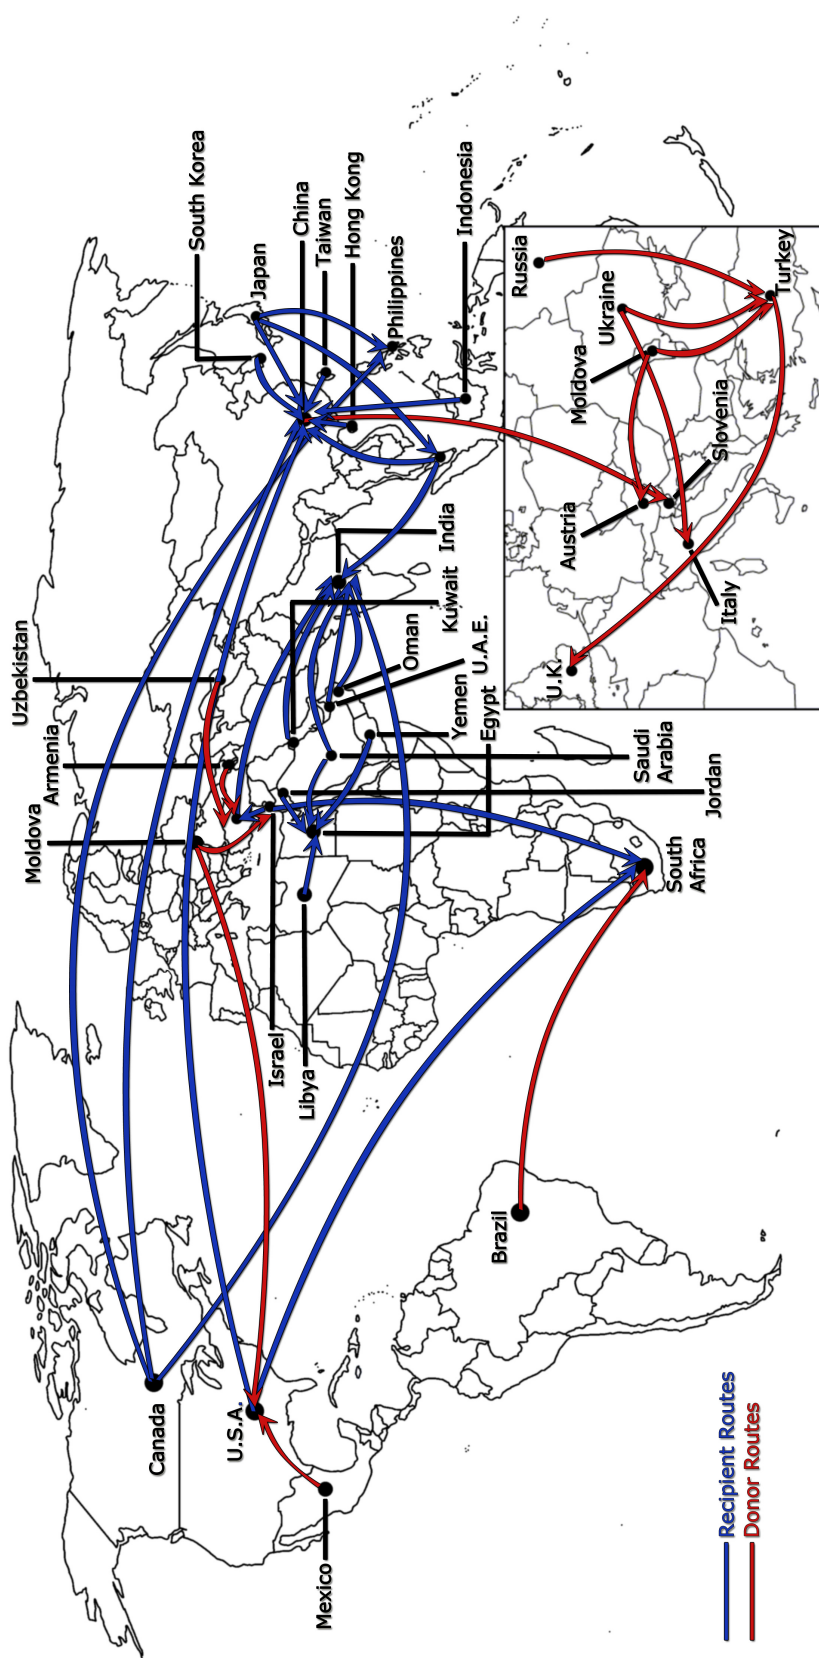 South Korea
Japan
China
Taiwan
Hong Kong
Philippines
Indonesia
Uzbekistan
Armenia
Moldova
India
Kuwait
Oman
U.A.E.
Yemen
Egypt
Saudi
Arabia
Jordan
Israel
Libya
South
Africa
Canada
U.S.A.
Mexico
Brazil
Russia
Ukraine
Moldova
Turkey
Slovenia
Austria
Italy
U.K.
Recipient Routes
Donor Routes